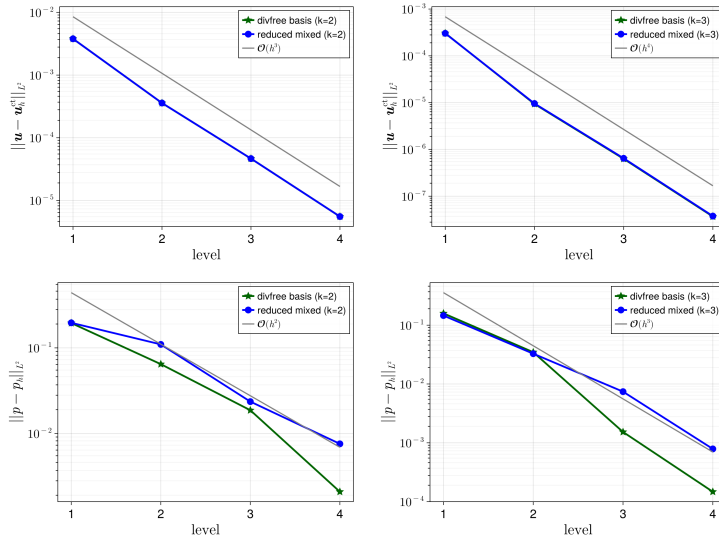 10⁻²
10⁻³
10⁻⁴
10⁻⁵
||𝒖 − 𝒖ₕᶜᵗ||_{L²}
divfree basis (k=2)
reduced mixed (k=2)
𝒪(h³)
1 2 3 4
level
10⁻³
10⁻⁴
10⁻⁵
10⁻⁶
10⁻⁷
||𝒖 − 𝒖ₕᶜᵗ||_{L²}
divfree basis (k=3)
reduced mixed (k=3)
𝒪(h⁴)
1 2 3 4
level
10⁻¹
10⁻²
||p − pₕ||_{L²}
divfree basis (k=2)
reduced mixed (k=2)
𝒪(h²)
1 2 3 4
level
10⁻¹
10⁻²
10⁻³
10⁻⁴
||p − pₕ||_{L²}
divfree basis (k=3)
reduced mixed (k=3)
𝒪(h³)
1 2 3 4
level